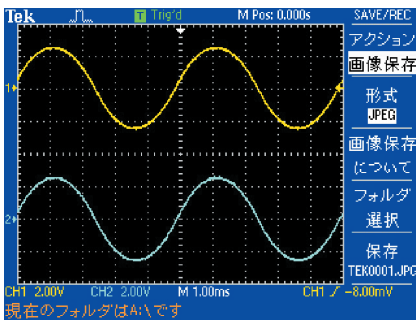 Tek Trig'd M Pos: 0.000s SAVE/REC
アクション
画像保存
形式
JPEG
画像保存
について
フォルダ
選択
保存
TEK0001.JPG
1
2
CH1 2.00V CH2 2.00V M 1.00ms CH1 -8.00mV
現在のフォルダはA:\です